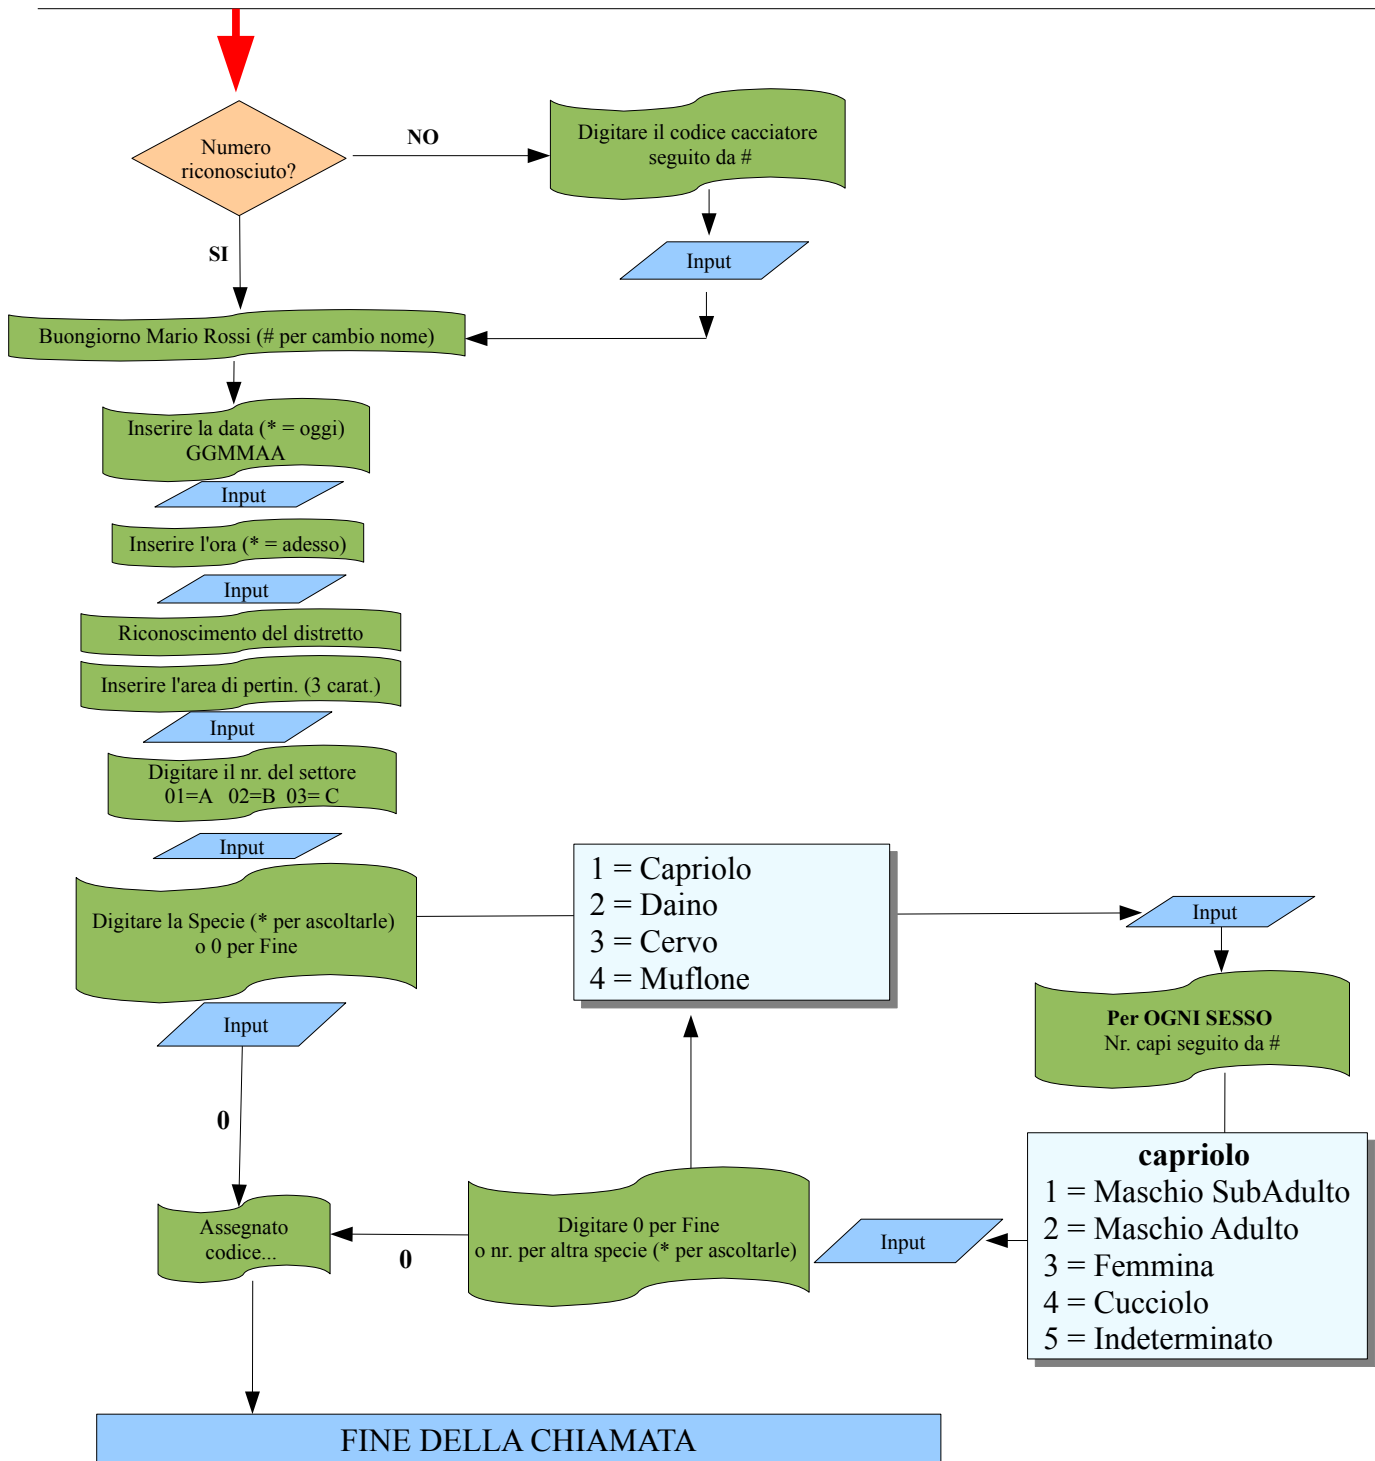 Numero
riconosciuto?
NO
Digitare il codice cacciatore
seguito da #
SI
Input
Buongiorno Mario Rossi (# per cambio nome)
Inserire la data (* = oggi)
GGMMAA
Input
Inserire l'ora (* = adesso)
Input
Riconoscimento del distretto
Inserire l'area di pertin. (3 carat.)
Input
Digitare il nr. del settore
01=A 02=B 03= C
Input
Digitare la Specie (* per ascoltarle)
o 0 per Fine
1 = Capriolo
2 = Daino
3 = Cervo
4 = Muflone
Input
Input
Per OGNI SESSO
Nr. capi seguito da #
0
capriolo
1 = Maschio SubAdulto
2 = Maschio Adulto
3 = Femmina
4 = Cucciolo
5 = Indeterminato
Input
Digitare 0 per Fine
o nr. per altra specie (* per ascoltarle)
0
Assegnato
codice...
FINE DELLA CHIAMATA